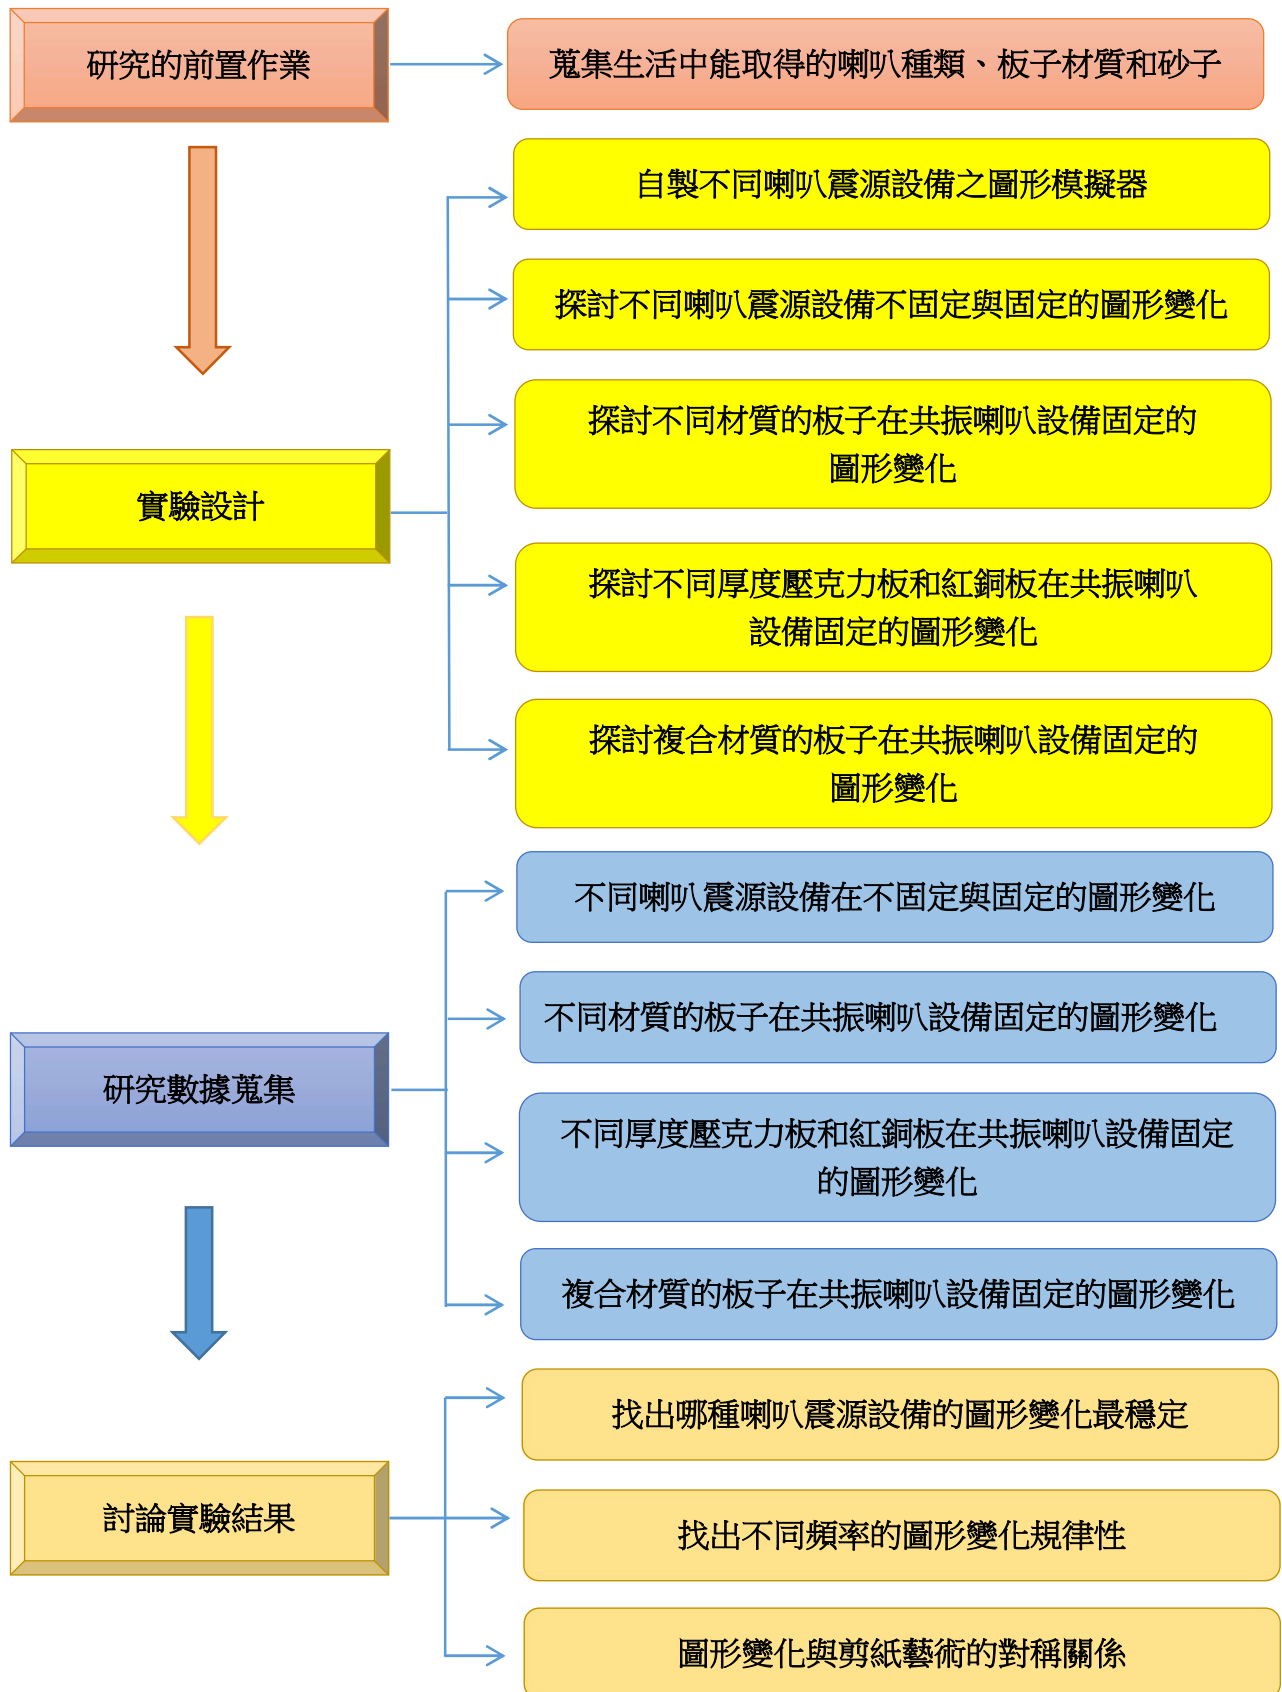 研究的前置作業
蒐集生活中能取得的喇叭種類、板子材質和砂子
自製不同喇叭震源設備之圖形模擬器
探討不同喇叭震源設備不固定與固定的圖形變化
探討不同材質的板子在共振喇叭設備固定的
圖形變化
實驗設計
探討不同厚度壓克力板和紅銅板在共振喇叭
設備固定的圖形變化
探討複合材質的板子在共振喇叭設備固定的
圖形變化
不同喇叭震源設備在不固定與固定的圖形變化
不同材質的板子在共振喇叭設備固定的圖形變化
研究數據蒐集
不同厚度壓克力板和紅銅板在共振喇叭設備固定
的圖形變化
複合材質的板子在共振喇叭設備固定的圖形變化
找出哪種喇叭震源設備的圖形變化最穩定
討論實驗結果
找出不同頻率的圖形變化規律性
圖形變化與剪紙藝術的對稱關係